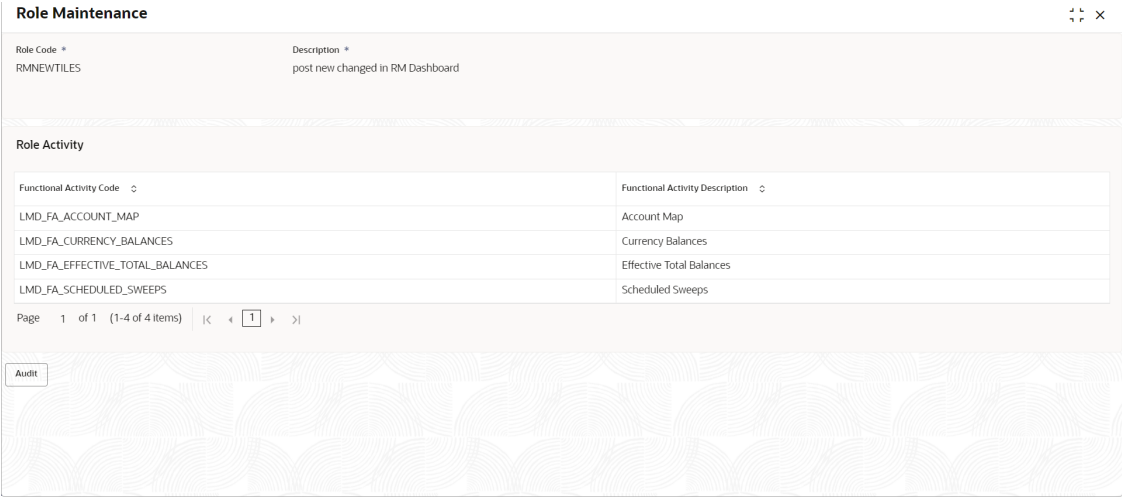 Role Maintenance
Role Code *
Description *
RMNEWTILES
post new changed in RM Dashboard
Role Activity
Functional Activity Code
Functional Activity Description
LMD_FA_ACCOUNT_MAP
Account Map
LMD_FA_CURRENCY_BALANCES
Currency Balances
LMD_FA_EFFECTIVE_TOTAL_BALANCES
Effective Total Balances
LMD_FA_SCHEDULED_SWEEPS
Scheduled Sweeps
Page 1 of 1 (1-4 of 4 items) 1
Audit